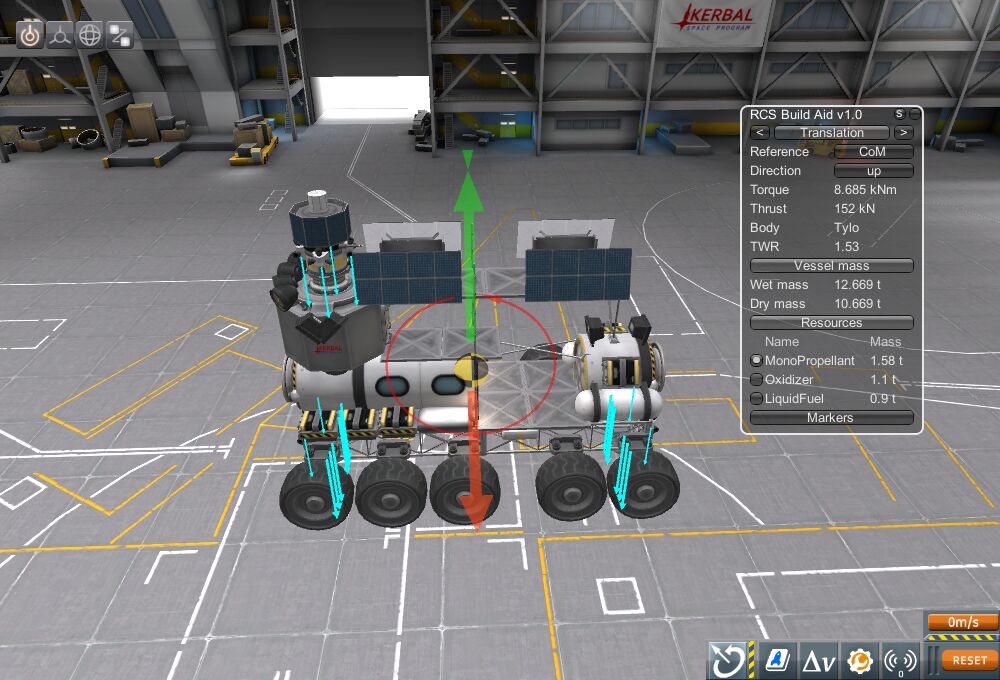 KERBAL
SPACE PROGRAM
RCS Build Aid v1.0 S
< Translation >
Reference CoM
Direction up
Torque 8.685 kNm
Thrust 152 kN
Body Tylo
TWR 1.53
Vessel mass
Wet mass 12.669 t
Dry mass 10.669 t
Resources
Name Mass
MonoPropellant 1.58 t
Oxidizer 1.1 t
LiquidFuel 0.9 t
Markers
KERBAL
0m/s
Δv
0
RESET